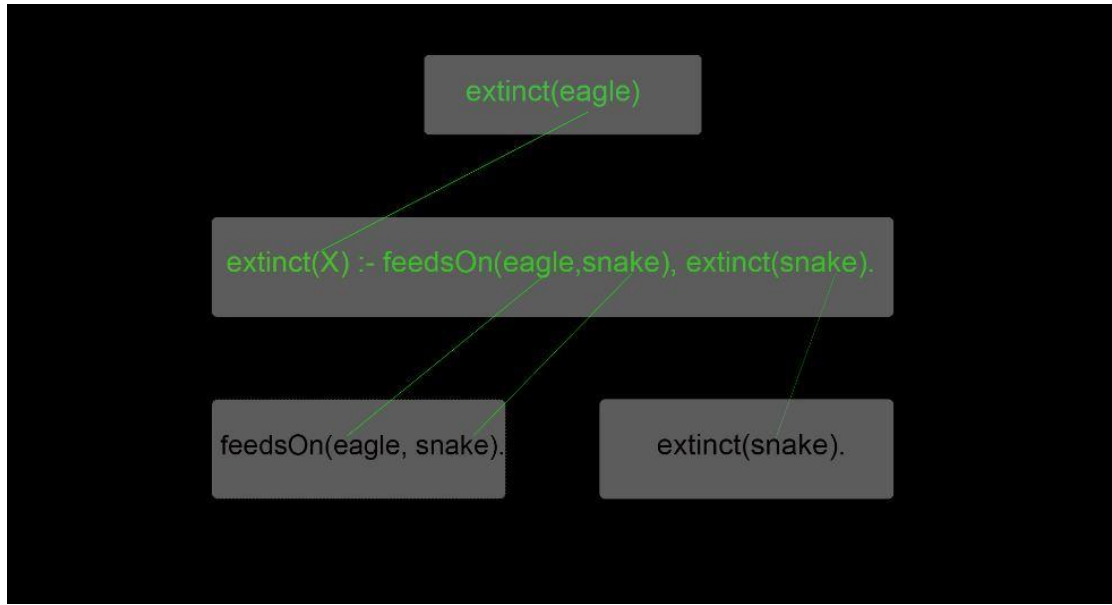 extinct(eagle)
extinct(X) :- feedsOn(eagle,snake), extinct(snake).
feedsOn(eagle, snake).
extinct(snake).